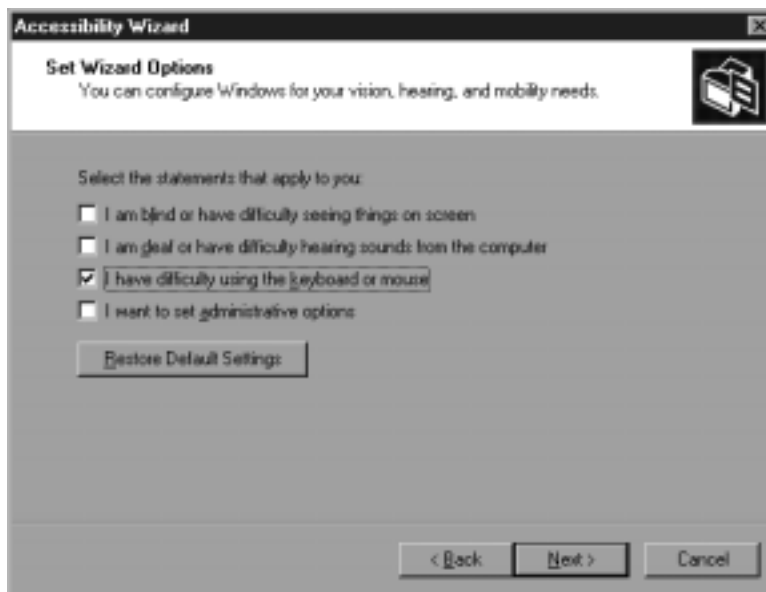 Accessibility Wizard
Set Wizard Options
You can configure Windows for your vision, hearing, and mobility needs.
Select the statements that apply to you:
I am blind or have difficulty seeing things on screen
I am deaf or have difficulty hearing sounds from the computer
I have difficulty using the keyboard or mouse
I want to set administrative options
Restore Default Settings
< Back
Next >
Cancel